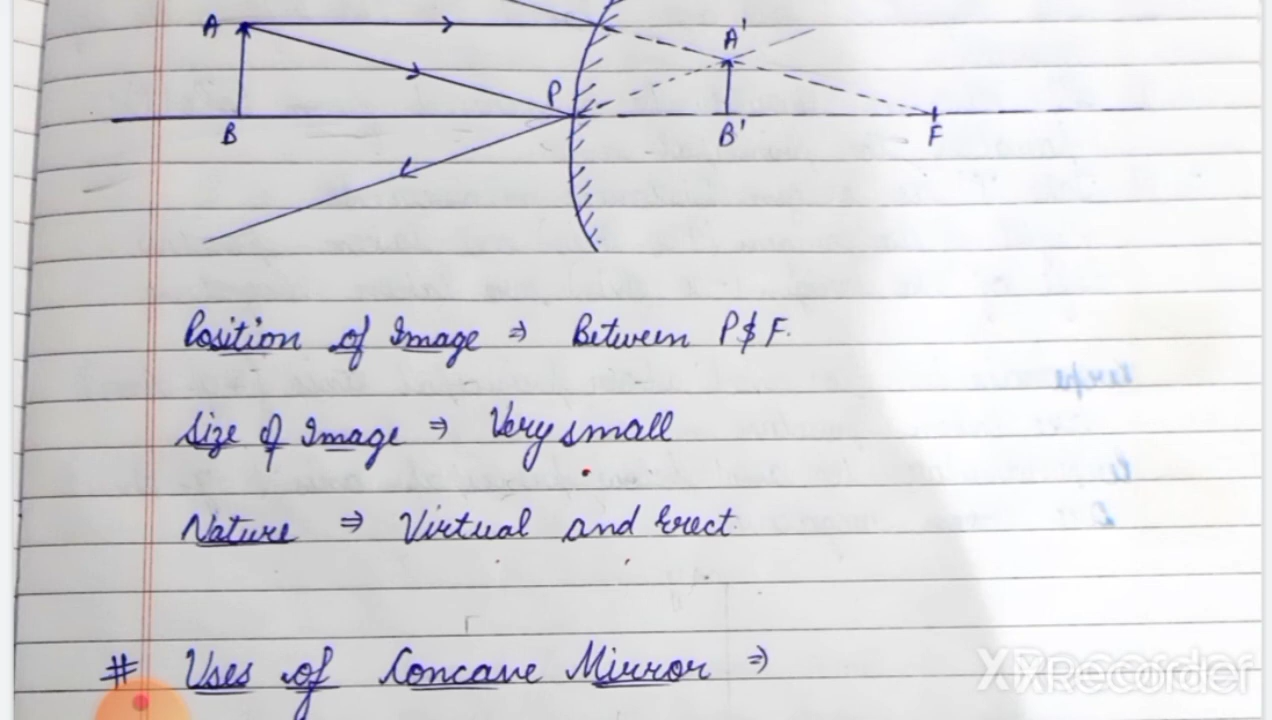 A
A'
P
B
B'
F
Position of Image ⇒ Between P & F.
Size of Image ⇒ Very small
Nature ⇒ Virtual and Erect.
# Uses of Concave Mirror ⇒
XRecorder